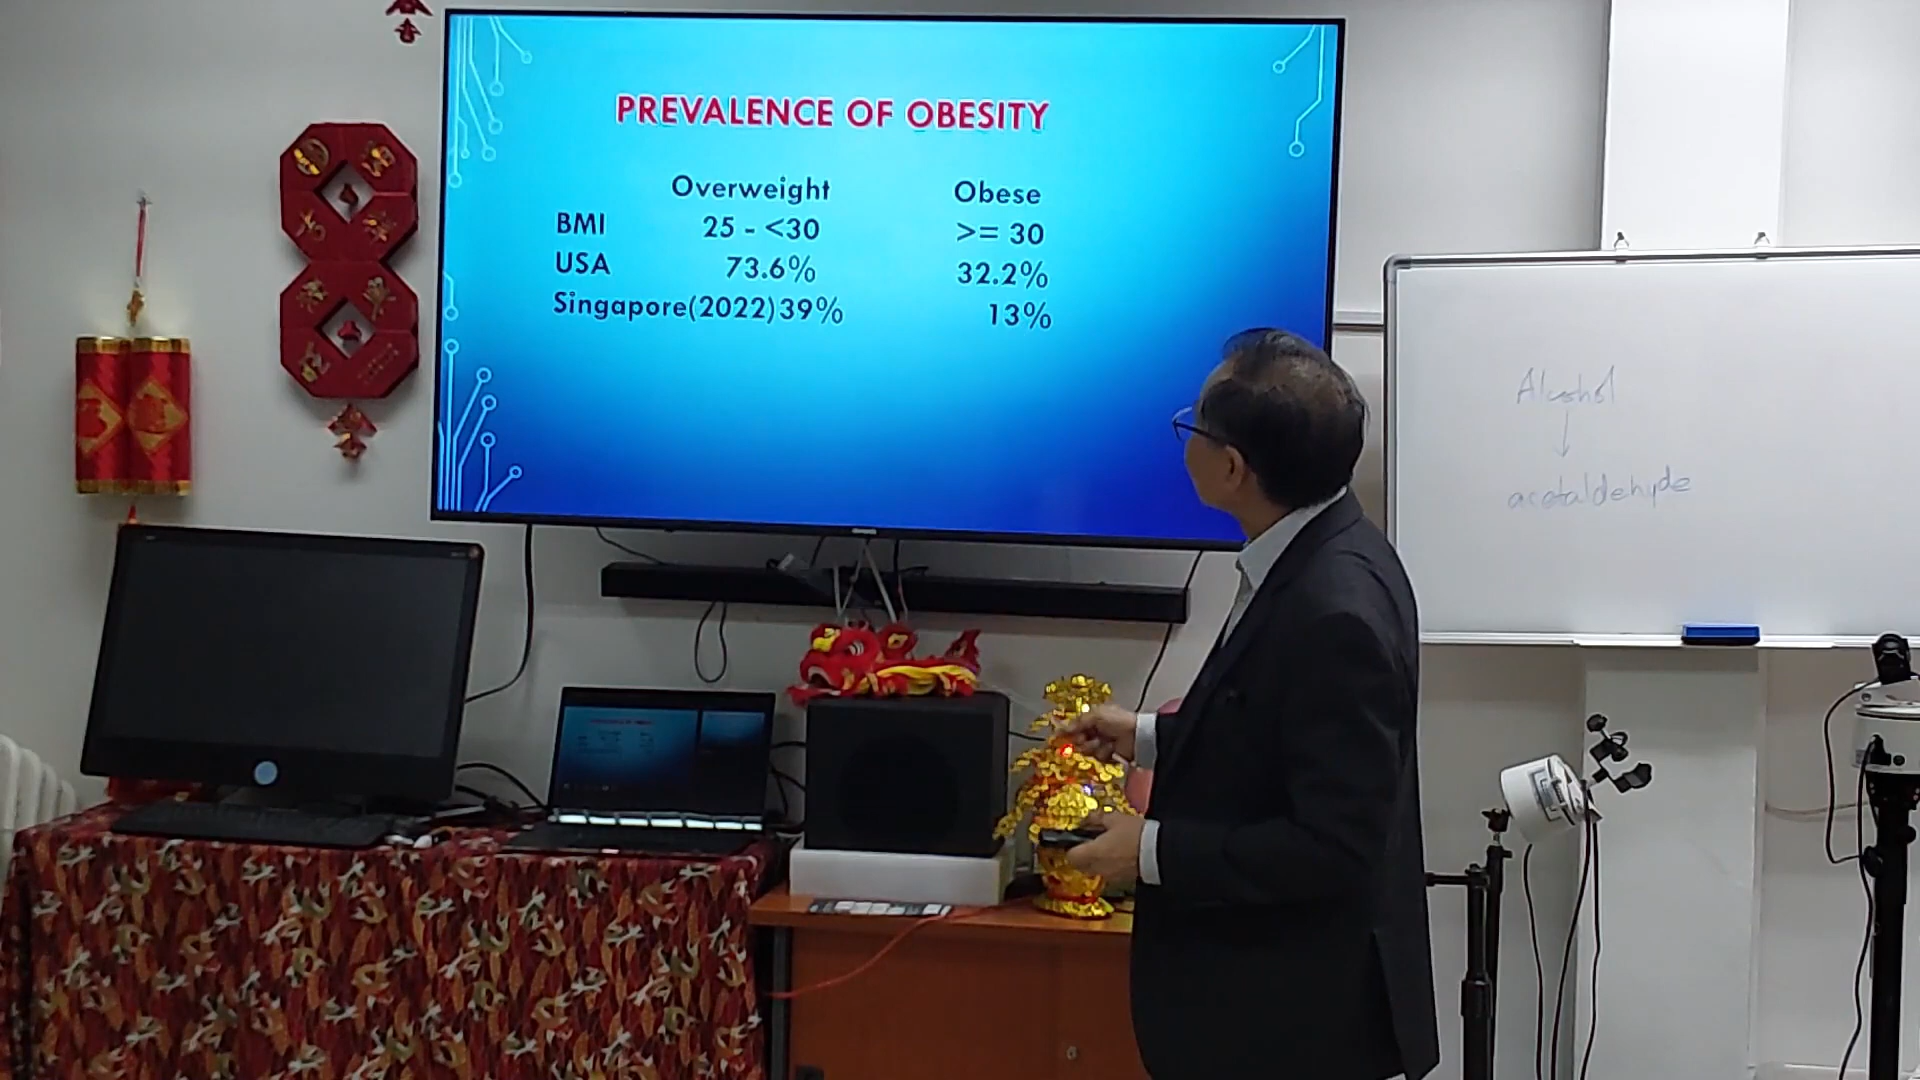 PREVALENCE OF OBESITY
Overweight Obese
BMI 25 - <30 >= 30
USA 73.6% 32.2%
Singapore(2022)39% 13%
Alcohol
↓
acetaldehyde